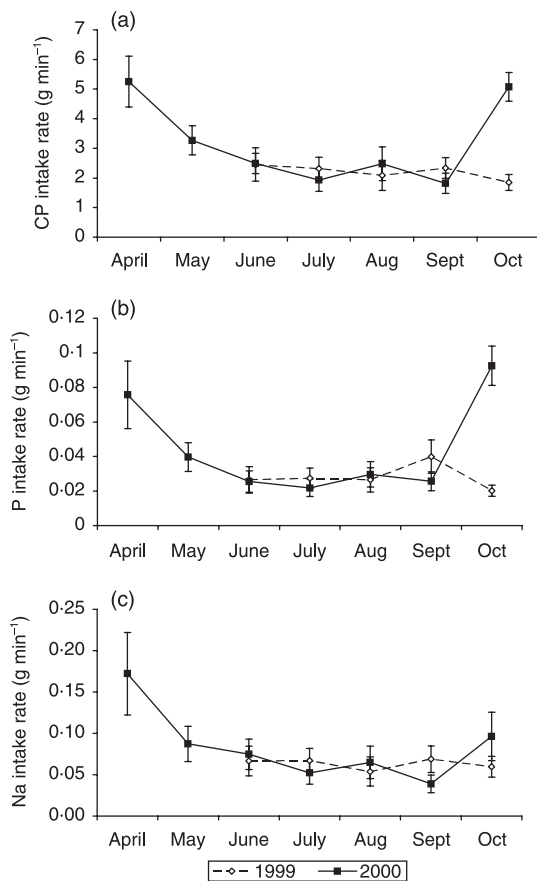 (a)
CP intake rate (g min⁻¹)
7
6
5
4
3
2
1
0
April May June July Aug Sept Oct
(b)
P intake rate (g min⁻¹)
0·12
0·1
0·08
0·06
0·04
0·02
0
April May June July Aug Sept Oct
(c)
Na intake rate (g min⁻¹)
0·25
0·20
0·15
0·10
0·05
0·00
April May June July Aug Sept Oct
1999 2000